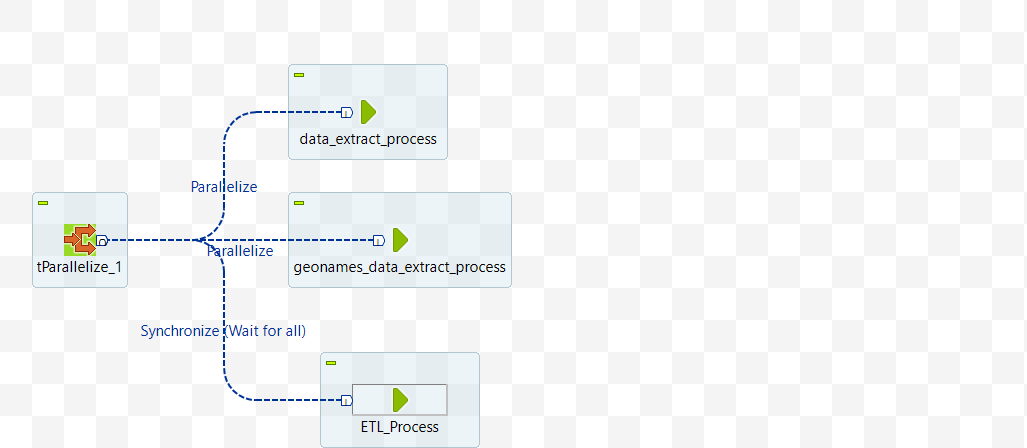 data_extract_process
Parallelize
tParallelize_1
Parallelize
geonames_data_extract_process
Synchronize (Wait for all)
ETL_Process